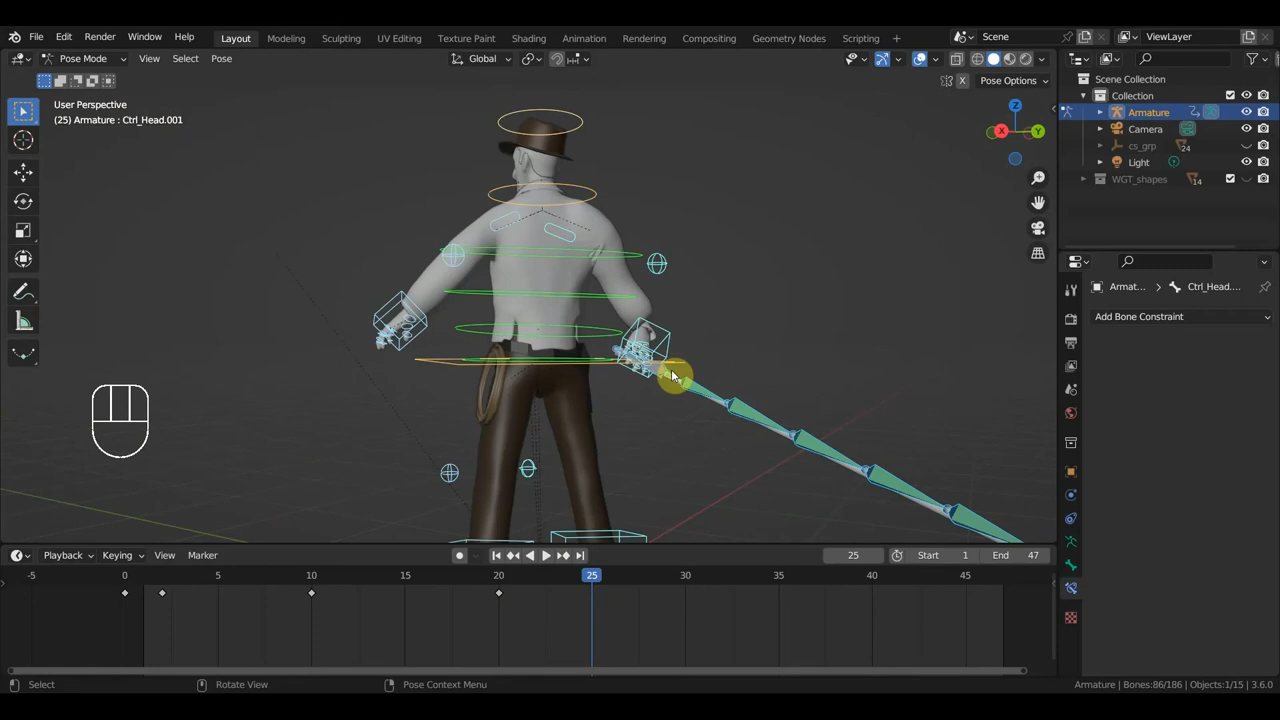 File Edit Render Window Help Layout Modeling Sculpting UV Editing Texture Paint Shading Animation Rendering Compositing Geometry Nodes Scripting + Scene ViewLayer
Pose Mode View Select Pose Global
X Pose Options
Scene Collection
Collection
Armature
Camera
cs_grp 24
Light
WGT_shapes 14
User Perspective
(25) Armature : Ctrl_Head.001
Z
X Y
Armat... > Ctrl_Head....
Add Bone Constraint
Playback Keying View Marker 25 Start 1 End 47
-5 0 5 10 15 20 25 30 35 40 45
Select Rotate View Pose Context Menu Armature | Bones:86/186 | Objects:1/15 | 3.6.0